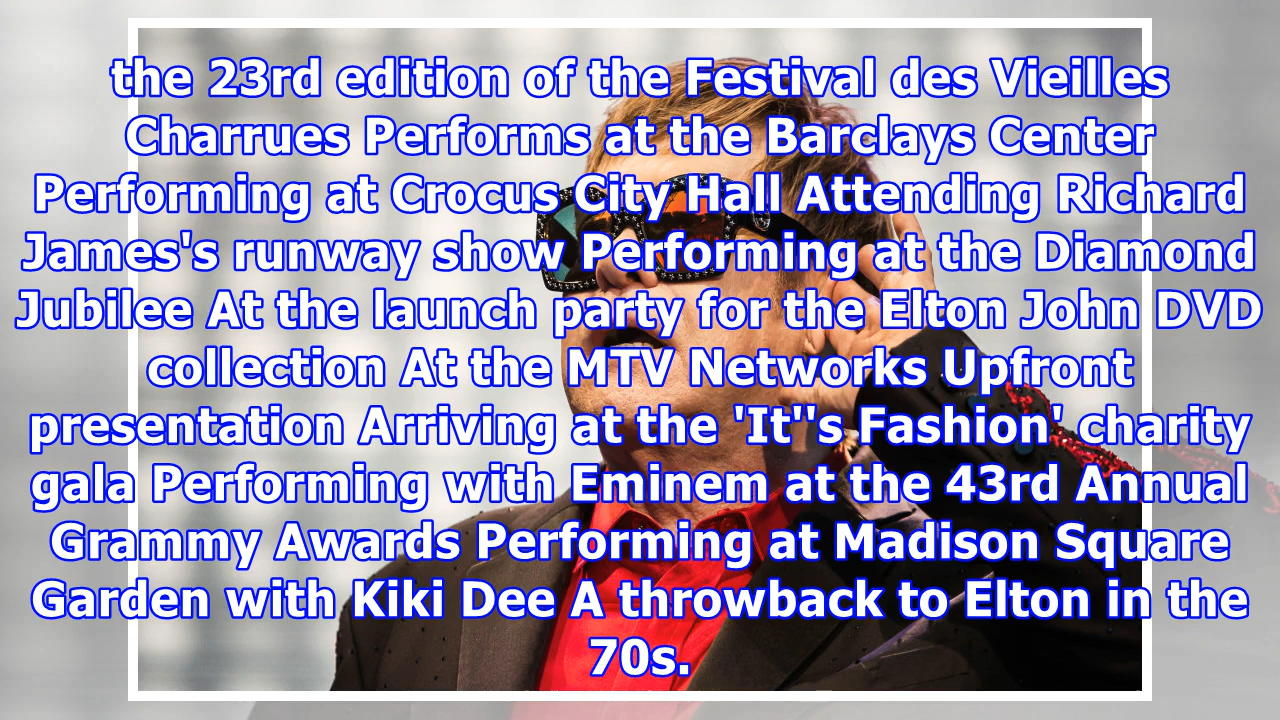 the 23rd edition of the Festival des Vieilles
Charrues Performs at the Barclays Center
Performing at Crocus City Hall Attending Richard
James's runway show Performing at the Diamond
Jubilee At the launch party for the Elton John DVD
collection At the MTV Networks Upfront
presentation Arriving at the 'It''s Fashion' charity
gala Performing with Eminem at the 43rd Annual
Grammy Awards Performing at Madison Square
Garden with Kiki Dee A throwback to Elton in the
70s.